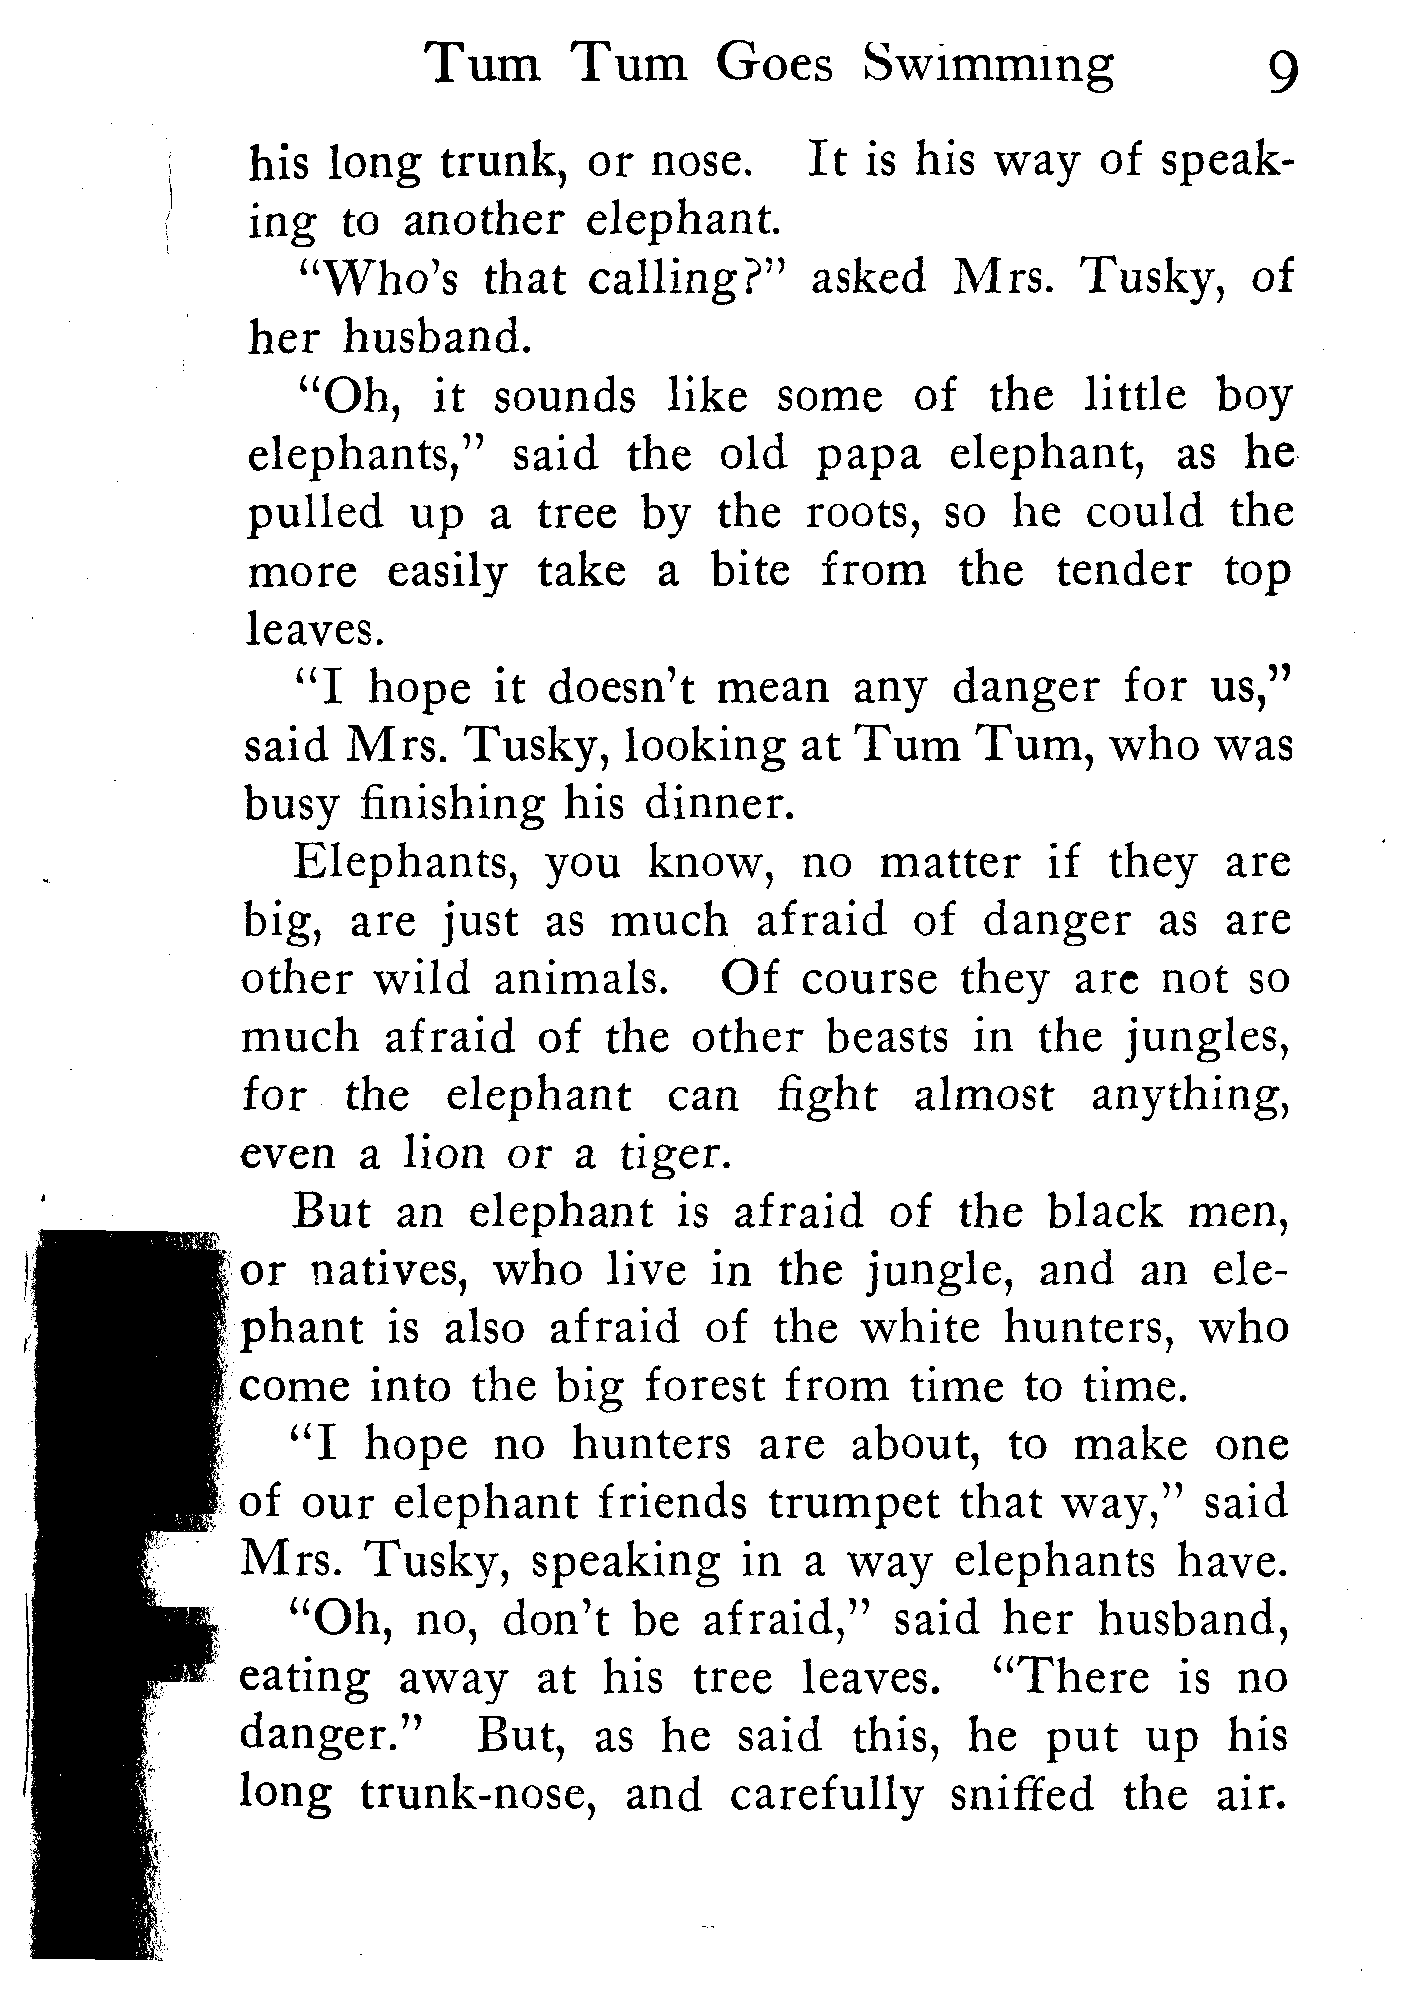 Tum Tum Goes Swimming 9
his long trunk, or nose. It is his way of speak-
ing to another elephant.
“Who’s that calling?” asked Mrs. Tusky, of
her husband.
“Oh, it sounds like some of the little boy
elephants,” said the old papa elephant, as he
pulled up a tree by the roots, so he could the
more easily take a bite from the tender top
leaves.
“I hope it doesn’t mean any danger for us,”
said Mrs. Tusky, looking at Tum Tum, who was
busy finishing his dinner.
Elephants, you know, no matter if they are
big, are just as much afraid of danger as are
other wild animals. Of course they are not so
much afraid of the other beasts in the jungles,
for the elephant can fight almost anything,
even a lion or a tiger.
But an elephant is afraid of the black men,
or natives, who live in the jungle, and an ele-
phant is also afraid of the white hunters, who
come into the big forest from time to time.
“I hope no hunters are about, to make one
of our elephant friends trumpet that way,” said
Mrs. Tusky, speaking in a way elephants have.
“Oh, no, don’t be afraid,” said her husband,
eating away at his tree leaves. “There is no
danger.” But, as he said this, he put up his
long trunk-nose, and carefully sniffed the air.